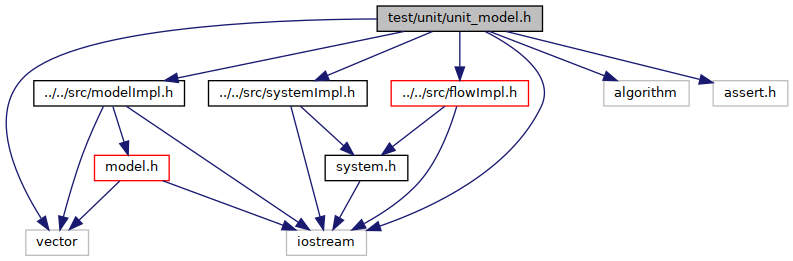 test/unit/unit_model.h
../../src/modelImpl.h
../../src/systemImpl.h
../../src/flowImpl.h
algorithm
assert.h
model.h
system.h
vector
iostream